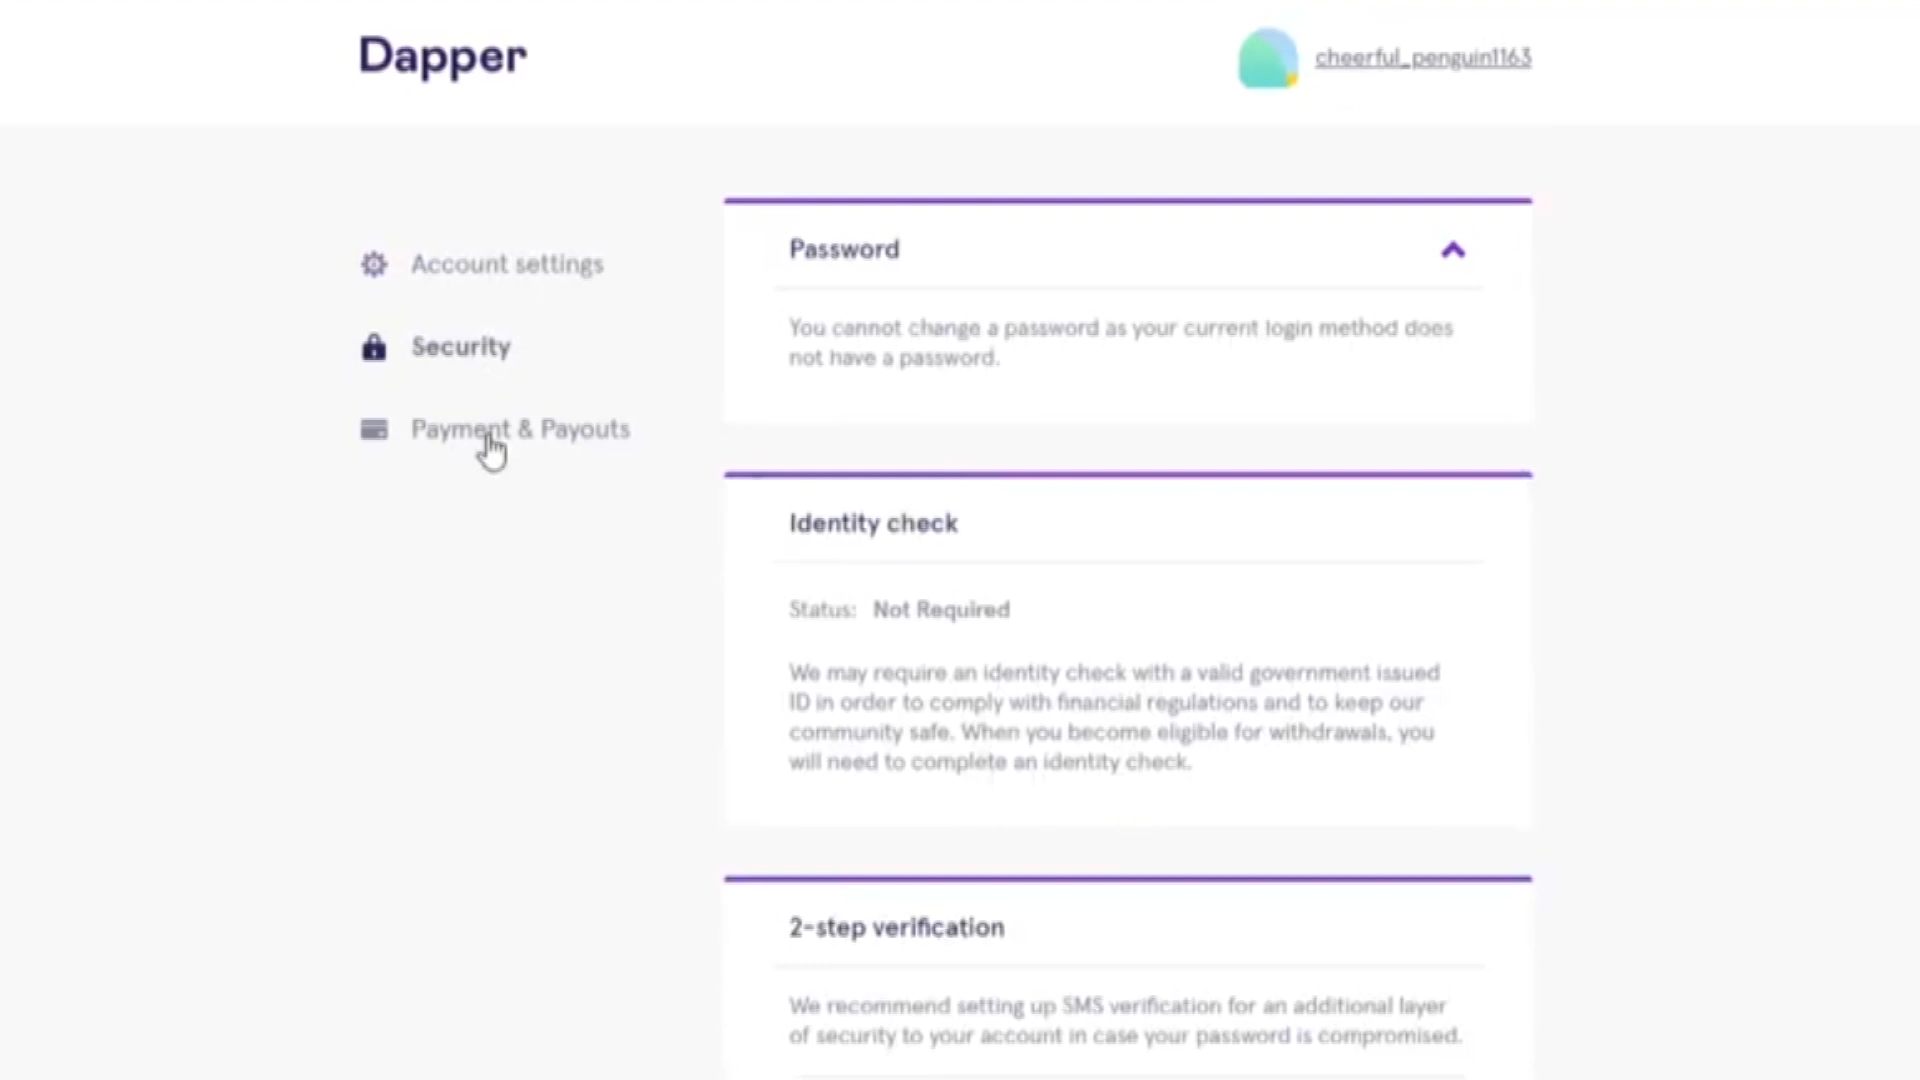 Dapper
cheerful_penguin1163
Account settings
Security
Payment & Payouts
Password
You cannot change a password as your current login method does
not have a password.
Identity check
Status: Not Required
We may require an identity check with a valid government issued
ID in order to comply with financial regulations and to keep our
community safe. When you become eligible for withdrawals, you
will need to complete an identity check.
2-step verification
We recommend setting up SMS verification for an additional layer
of security to your account in case your password is compromised.